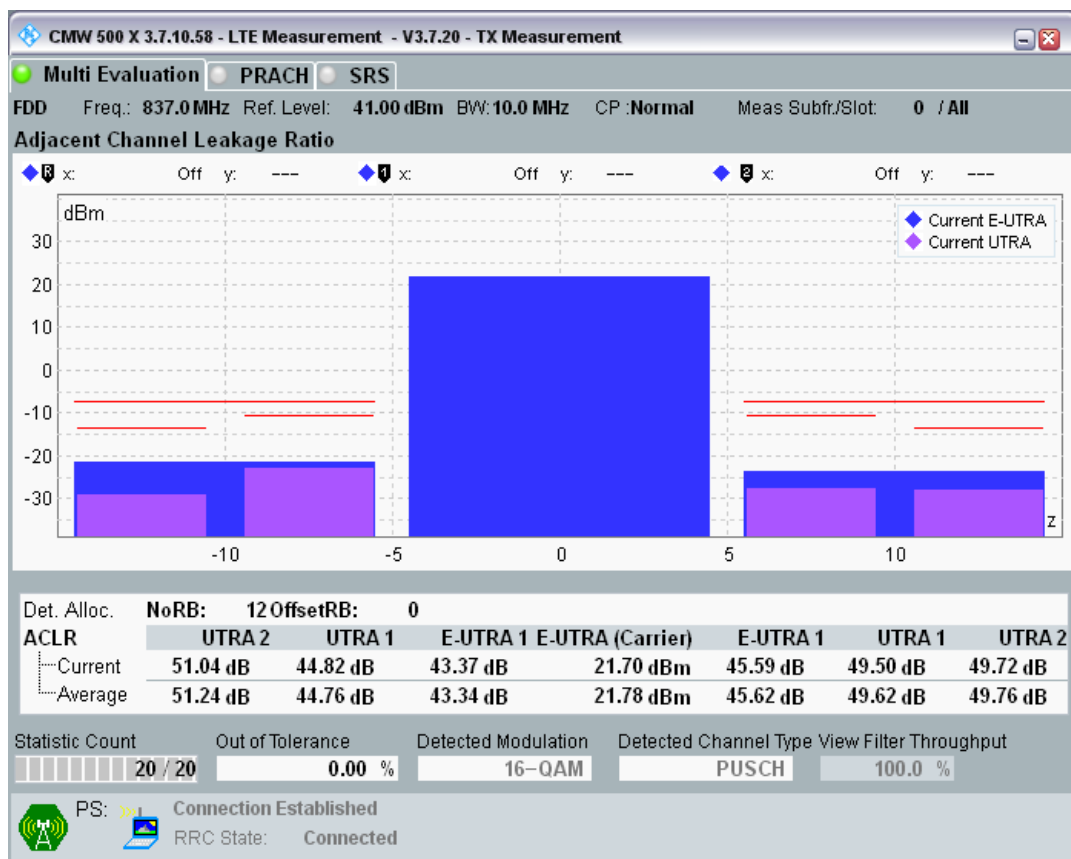 CMW 500 X 3.7.10.58 - LTE Measurement - V3.7.20 - TX Measurement
Multi Evaluation PRACH SRS
FDD Freq.: 837.0 MHz Ref. Level: 41.00 dBm BW: 10.0 MHz CP :Normal Meas Subfr./Slot: 0 / All
Adjacent Channel Leakage Ratio
R x: Off y: --- 1 x: Off y: --- 2 x: Off y: ---
dBm
Current E-UTRA
Current UTRA
30
20
10
0
-10
-20
-30
z
-10 -5 0 5 10
Det. Alloc. NoRB: 12 OffsetRB: 0
ACLR UTRA 2 UTRA 1 E-UTRA 1 E-UTRA (Carrier) E-UTRA 1 UTRA 1 UTRA 2
Current 51.04 dB 44.82 dB 43.37 dB 21.70 dBm 45.59 dB 49.50 dB 49.72 dB
Average 51.24 dB 44.76 dB 43.34 dB 21.78 dBm 45.62 dB 49.62 dB 49.76 dB
Statistic Count Out of Tolerance Detected Modulation Detected Channel Type View Filter Throughput
20 / 20 0.00 % 16-QAM PUSCH 100.0 %
PS: Connection Established
RRC State: Connected